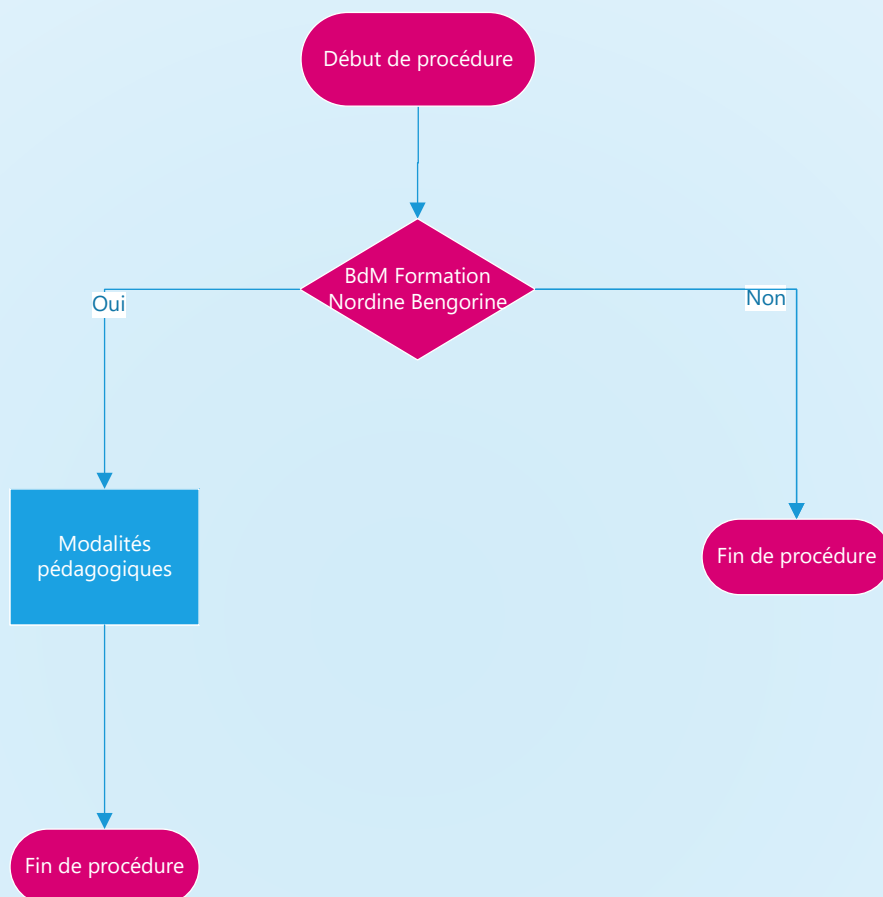 Début de procédure
BdM Formation
Nordine Bengorine
Oui
Non
Modalités
pédagogiques
Fin de procédure
Fin de procédure